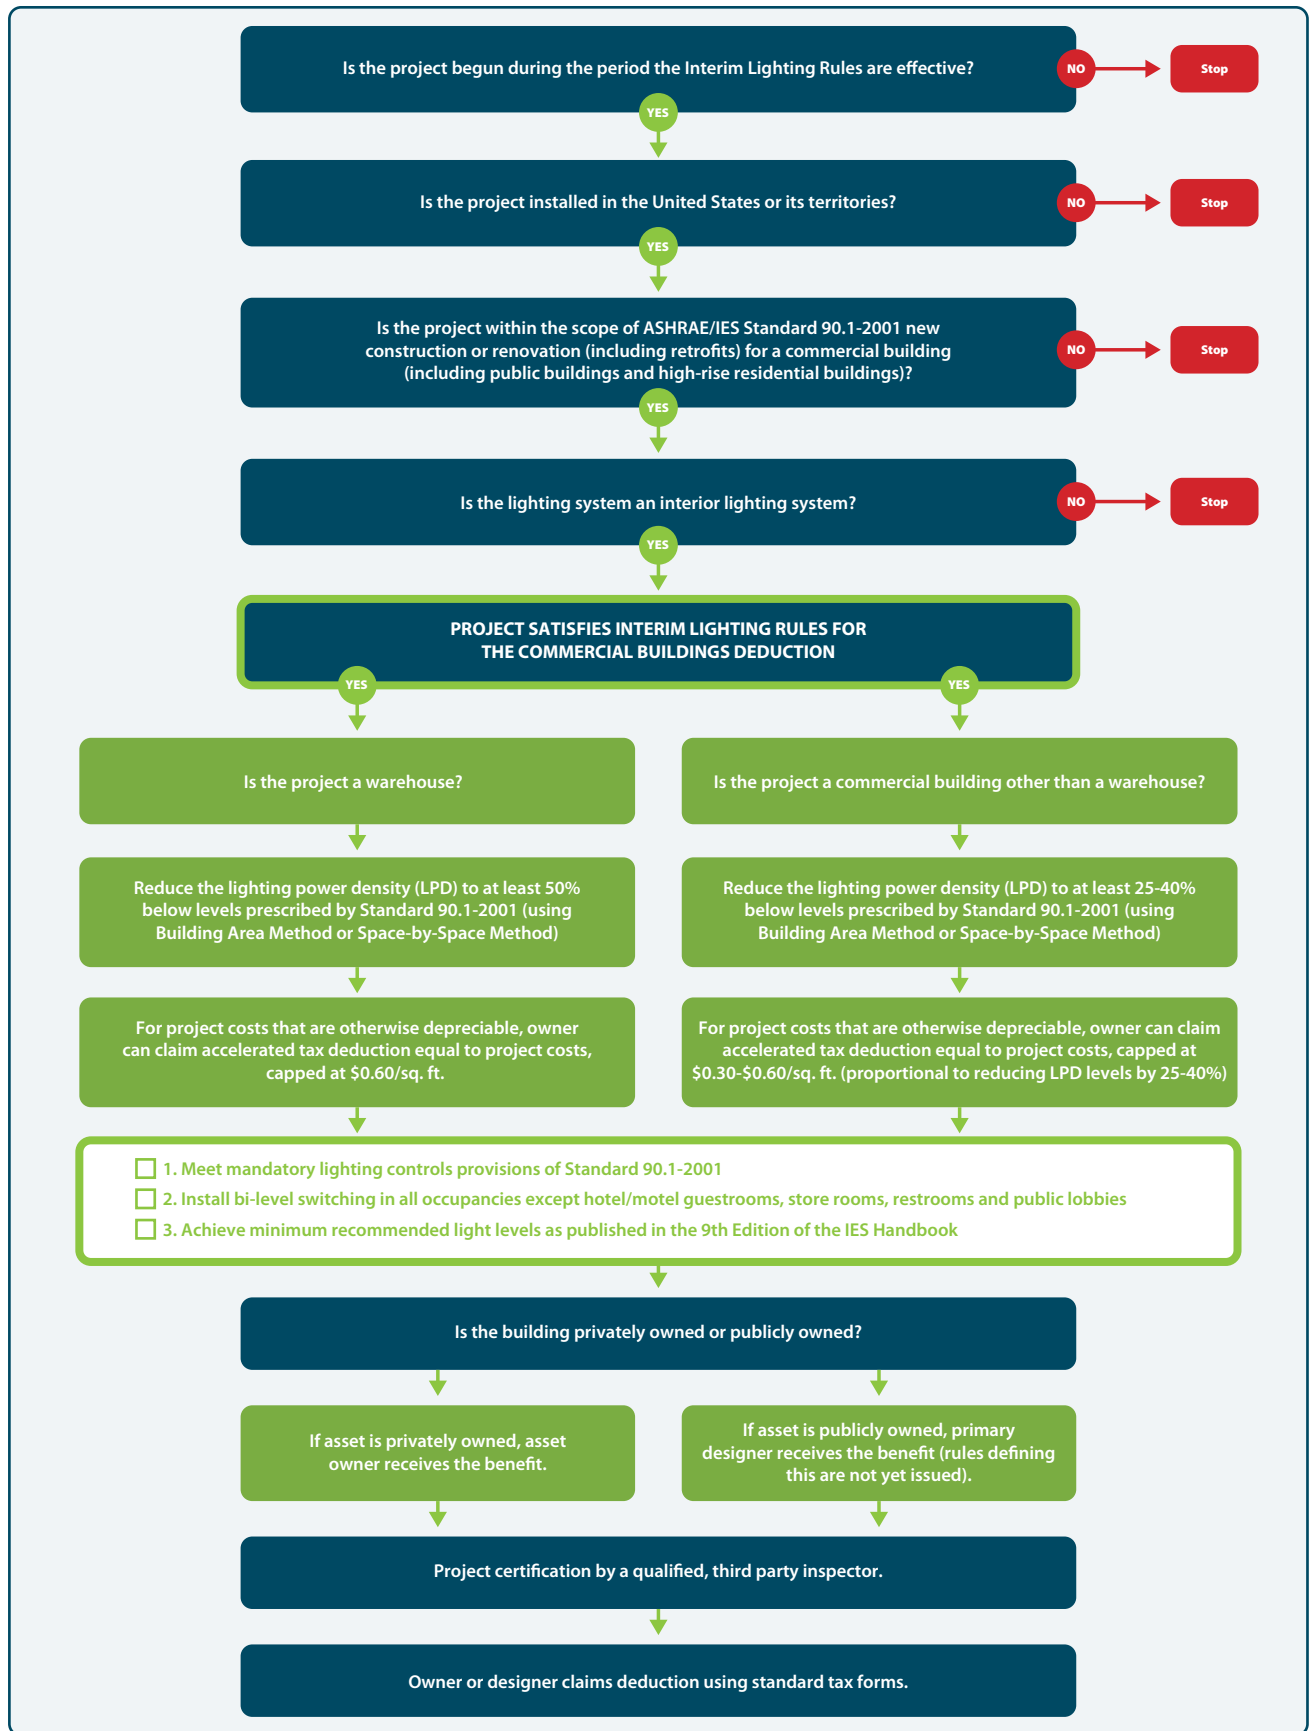 Is the project begun during the period the Interim Lighting Rules are effective?
NO
Stop
YES
Is the project installed in the United States or its territories?
NO
Stop
YES
Is the project within the scope of ASHRAE/IES Standard 90.1-2001 new
construction or renovation (including retrofits) for a commercial building
(including public buildings and high-rise residential buildings)?
NO
Stop
YES
Is the lighting system an interior lighting system?
NO
Stop
YES
PROJECT SATISFIES INTERIM LIGHTING RULES FOR
THE COMMERCIAL BUILDINGS DEDUCTION
YES
YES
Is the project a warehouse?
Is the project a commercial building other than a warehouse?
Reduce the lighting power density (LPD) to at least 50%
below levels prescribed by Standard 90.1-2001 (using
Building Area Method or Space-by-Space Method)
Reduce the lighting power density (LPD) to at least 25-40%
below levels prescribed by Standard 90.1-2001 (using
Building Area Method or Space-by-Space Method)
For project costs that are otherwise depreciable, owner
can claim accelerated tax deduction equal to project costs,
capped at $0.60/sq. ft.
For project costs that are otherwise depreciable, owner can claim
accelerated tax deduction equal to project costs, capped at
$0.30-$0.60/sq. ft. (proportional to reducing LPD levels by 25-40%)
1. Meet mandatory lighting controls provisions of Standard 90.1-2001
2. Install bi-level switching in all occupancies except hotel/motel guestrooms, store rooms, restrooms and public lobbies
3. Achieve minimum recommended light levels as published in the 9th Edition of the IES Handbook
Is the building privately owned or publicly owned?
If asset is privately owned, asset
owner receives the benefit.
If asset is publicly owned, primary
designer receives the benefit (rules defining
this are not yet issued).
Project certification by a qualified, third party inspector.
Owner or designer claims deduction using standard tax forms.